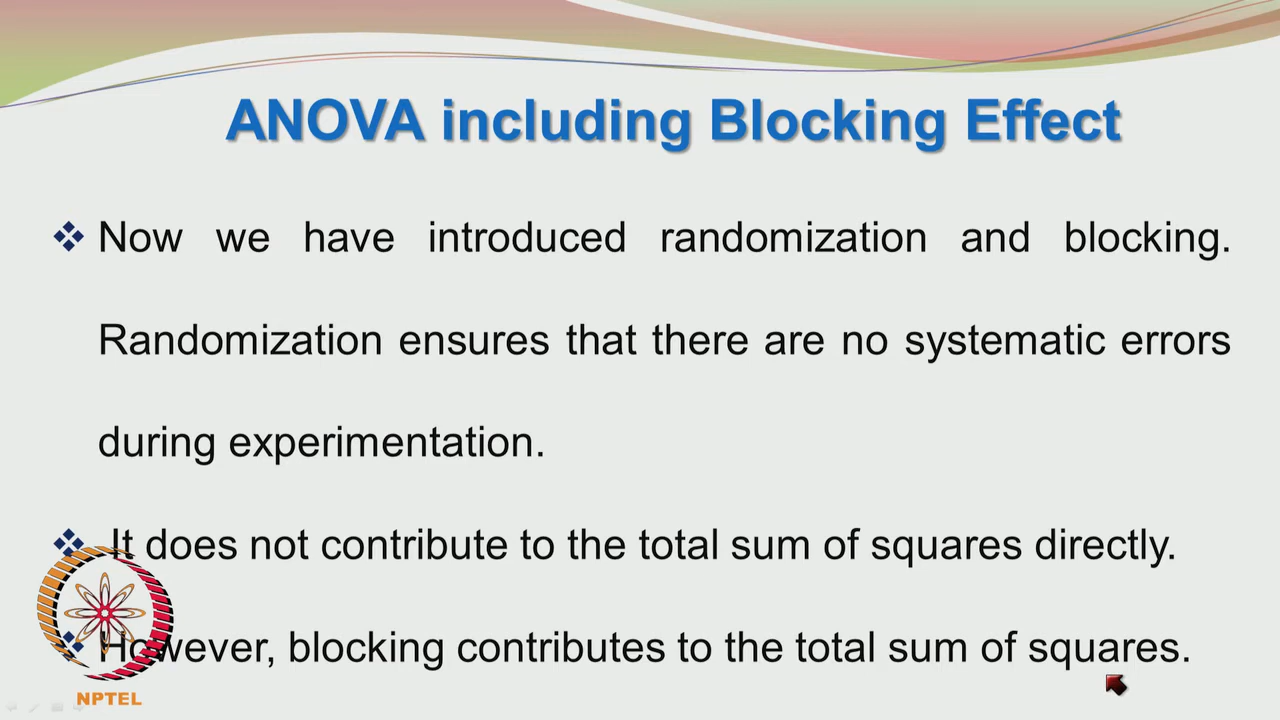 ANOVA including Blocking Effect
Now we have introduced randomization and blocking.
Randomization ensures that there are no systematic errors
during experimentation.
It does not contribute to the total sum of squares directly.
However, blocking contributes to the total sum of squares.
NPTEL